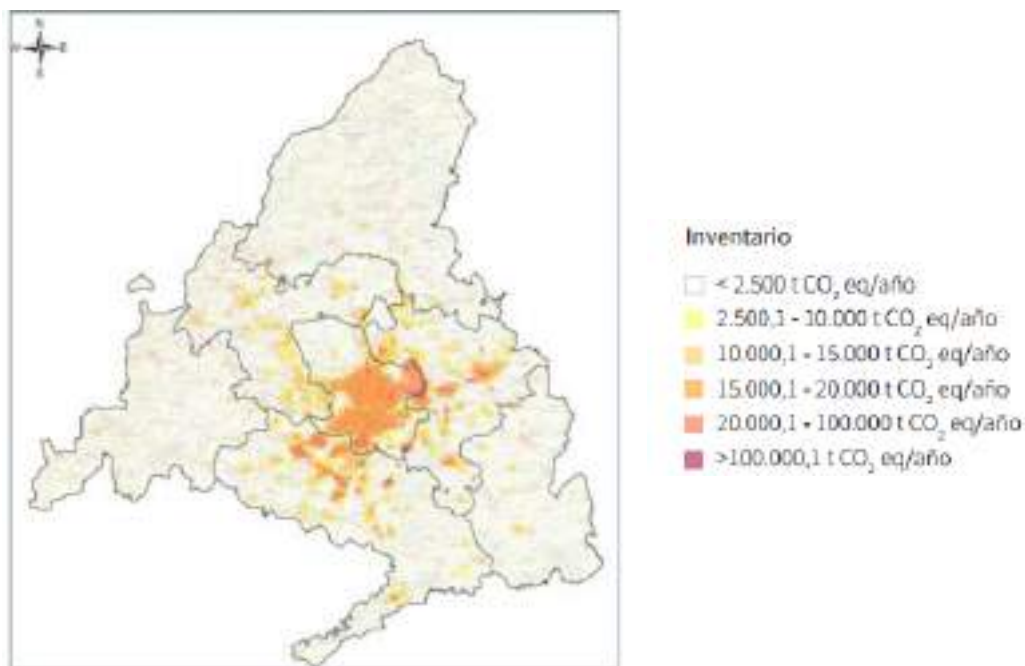 N
E
S
Inventario
< 2.500 t CO₂ eq/año
2.500,1 - 10.000 t CO₂ eq/año
10.000,1 - 15.000 t CO₂ eq/año
15.000,1 - 20.000 t CO₂ eq/año
20.000,1 - 100.000 t CO₂ eq/año
>100.000,1 t CO₂ eq/año